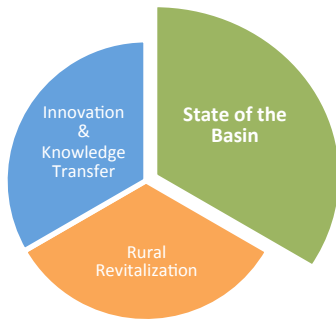 Innovation
&
Knowledge
Transfer
State of the
Basin
Rural
Revitalization